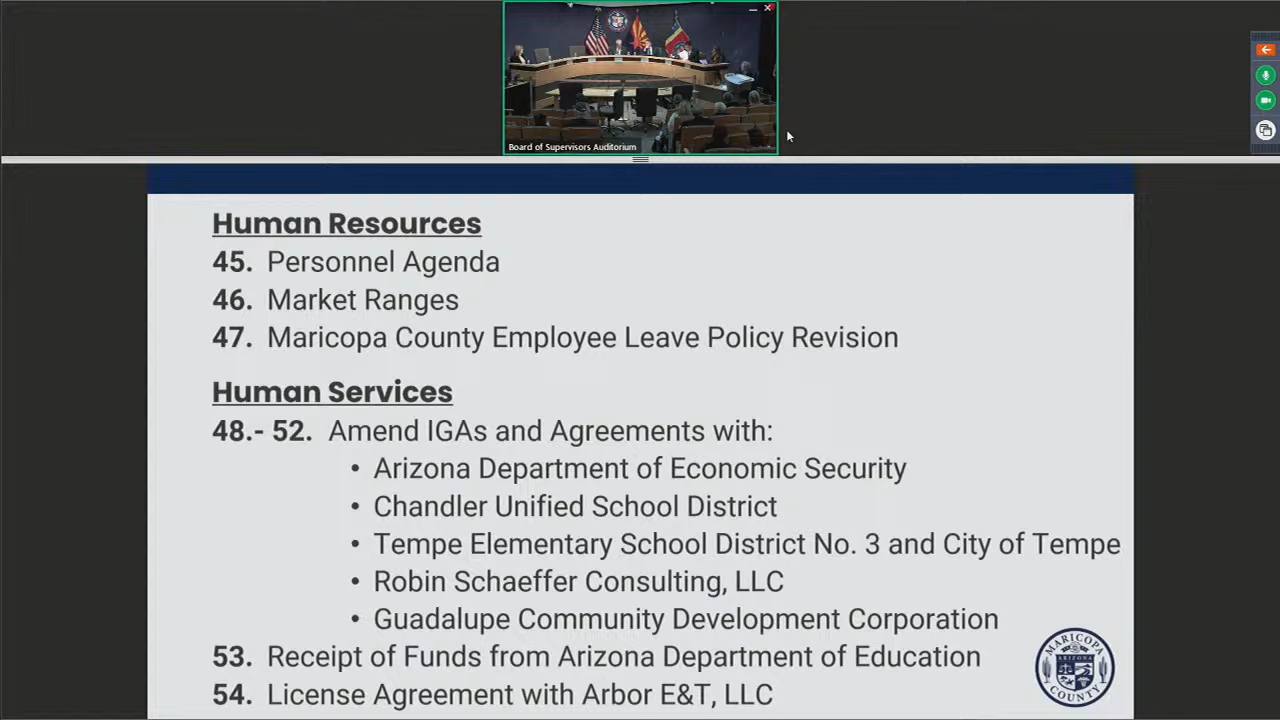 Board of Supervisors Auditorium
Human Resources
45. Personnel Agenda
46. Market Ranges
47. Maricopa County Employee Leave Policy Revision
Human Services
48.- 52. Amend IGAs and Agreements with:
• Arizona Department of Economic Security
• Chandler Unified School District
• Tempe Elementary School District No. 3 and City of Tempe
• Robin Schaeffer Consulting, LLC
• Guadalupe Community Development Corporation
53. Receipt of Funds from Arizona Department of Education
54. License Agreement with Arbor E&T, LLC
MARICOPA
ARIZONA
COUNTY